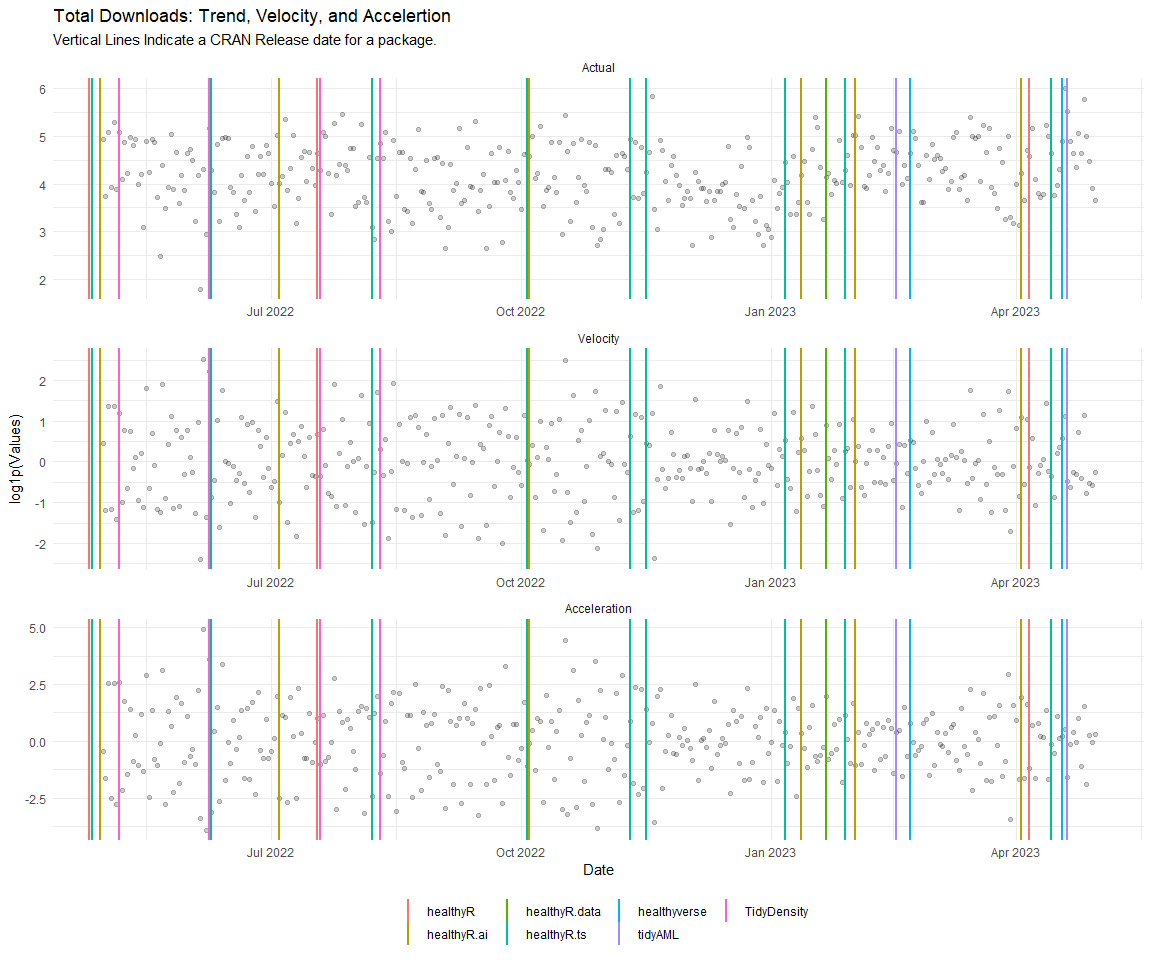 Total Downloads: Trend, Velocity, and Accelertion
Vertical Lines Indicate a CRAN Release date for a package.
Actual
6
5
4
3
2
Jul 2022 Oct 2022 Jan 2023 Apr 2023
Velocity
2
1
0
-1
-2
Jul 2022 Oct 2022 Jan 2023 Apr 2023
log1p(Values)
Acceleration
5.0
2.5
0.0
-2.5
Jul 2022 Oct 2022 Jan 2023 Apr 2023
Date
healthyR healthyR.data healthyverse TidyDensity
healthyR.ai healthyR.ts tidyAML